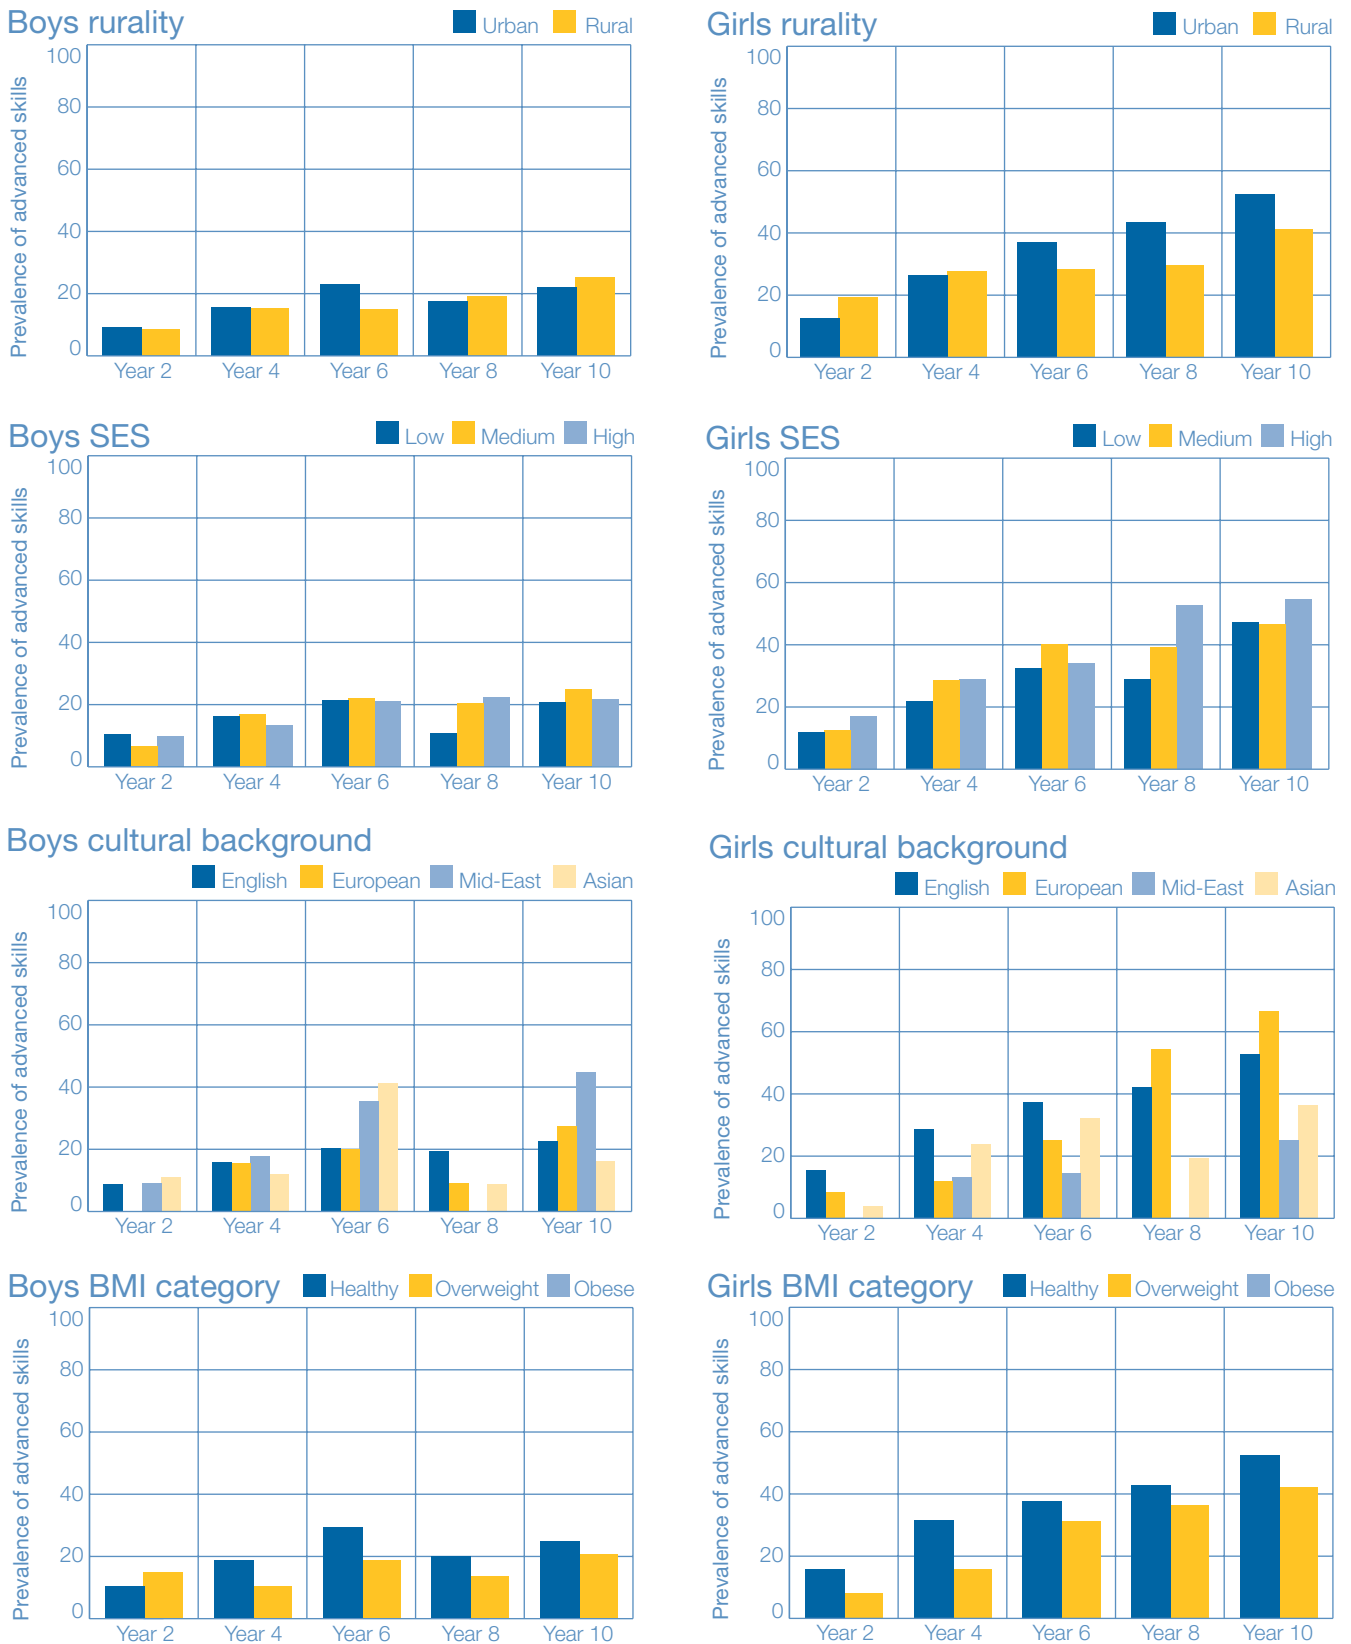 Boys rurality
Urban Rural
Prevalence of advanced skills
100
80
60
40
20
0
Year 2 Year 4 Year 6 Year 8 Year 10
Girls rurality
Urban Rural
Prevalence of advanced skills
100
80
60
40
20
0
Year 2 Year 4 Year 6 Year 8 Year 10
Boys SES
Low Medium High
Prevalence of advanced skills
100
80
60
40
20
0
Year 2 Year 4 Year 6 Year 8 Year 10
Girls SES
Low Medium High
Prevalence of advanced skills
100
80
60
40
20
0
Year 2 Year 4 Year 6 Year 8 Year 10
Boys cultural background
English European Mid-East Asian
Prevalence of advanced skills
100
80
60
40
20
0
Year 2 Year 4 Year 6 Year 8 Year 10
Girls cultural background
English European Mid-East Asian
Prevalence of advanced skills
100
80
60
40
20
0
Year 2 Year 4 Year 6 Year 8 Year 10
Boys BMI category
Healthy Overweight Obese
Prevalence of advanced skills
100
80
60
40
20
0
Year 2 Year 4 Year 6 Year 8 Year 10
Girls BMI category
Healthy Overweight Obese
Prevalence of advanced skills
100
80
60
40
20
0
Year 2 Year 4 Year 6 Year 8 Year 10